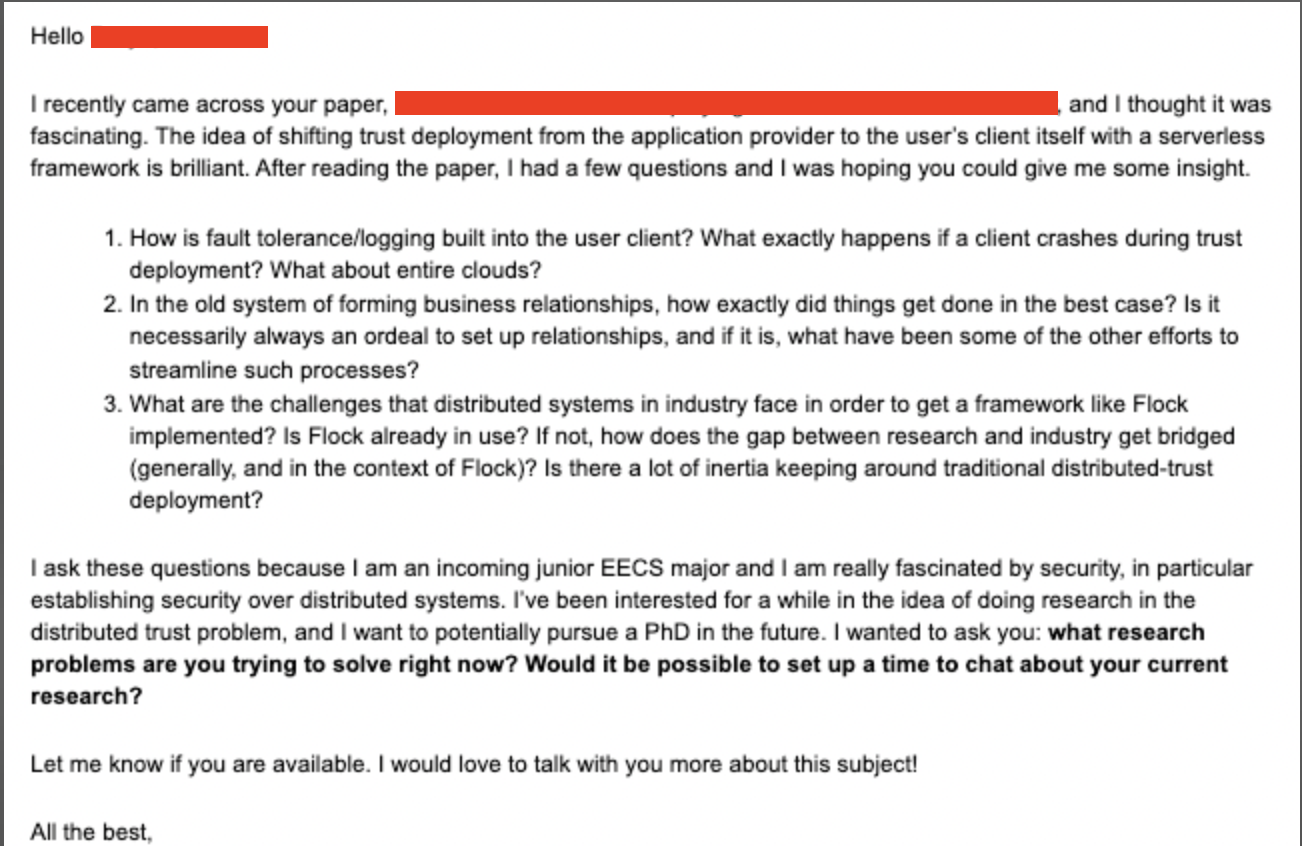 Hello
I recently came across your paper, , and I thought it was
fascinating. The idea of shifting trust deployment from the application provider to the user's client itself with a serverless
framework is brilliant. After reading the paper, I had a few questions and I was hoping you could give me some insight.
1. How is fault tolerance/logging built into the user client? What exactly happens if a client crashes during trust
deployment? What about entire clouds?
2. In the old system of forming business relationships, how exactly did things get done in the best case? Is it
necessarily always an ordeal to set up relationships, and if it is, what have been some of the other efforts to
streamline such processes?
3. What are the challenges that distributed systems in industry face in order to get a framework like Flock
implemented? Is Flock already in use? If not, how does the gap between research and industry get bridged
(generally, and in the context of Flock)? Is there a lot of inertia keeping around traditional distributed-trust
deployment?
I ask these questions because I am an incoming junior EECS major and I am really fascinated by security, in particular
establishing security over distributed systems. I've been interested for a while in the idea of doing research in the
distributed trust problem, and I want to potentially pursue a PhD in the future. I wanted to ask you: what research
problems are you trying to solve right now? Would it be possible to set up a time to chat about your current
research?
Let me know if you are available. I would love to talk with you more about this subject!
All the best,